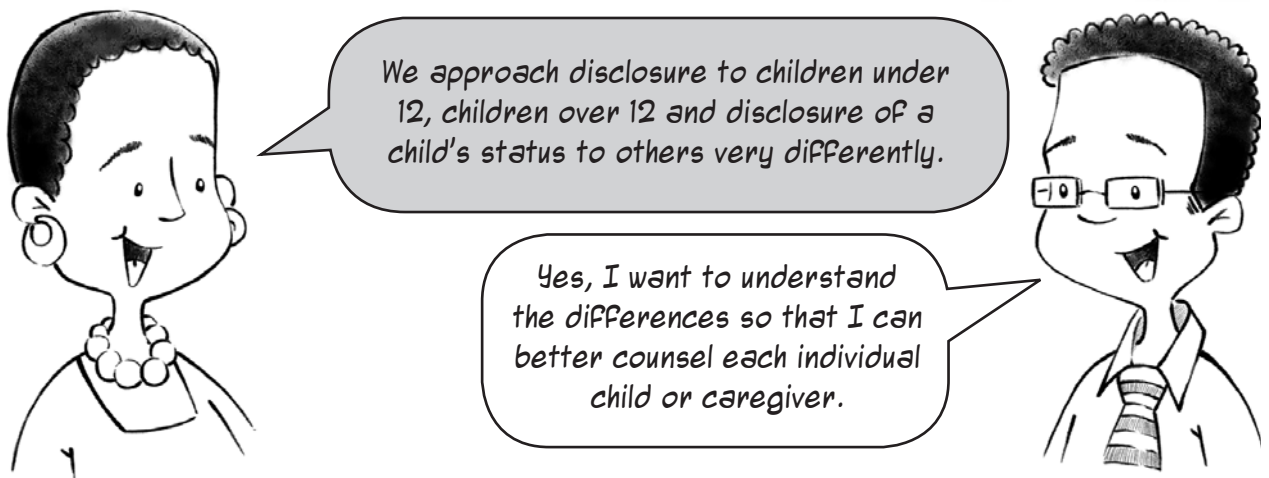 We approach disclosure to children under
12, children over 12 and disclosure of a
child's status to others very differently.
Yes, I want to understand
the differences so that I can
better counsel each individual
child or caregiver.